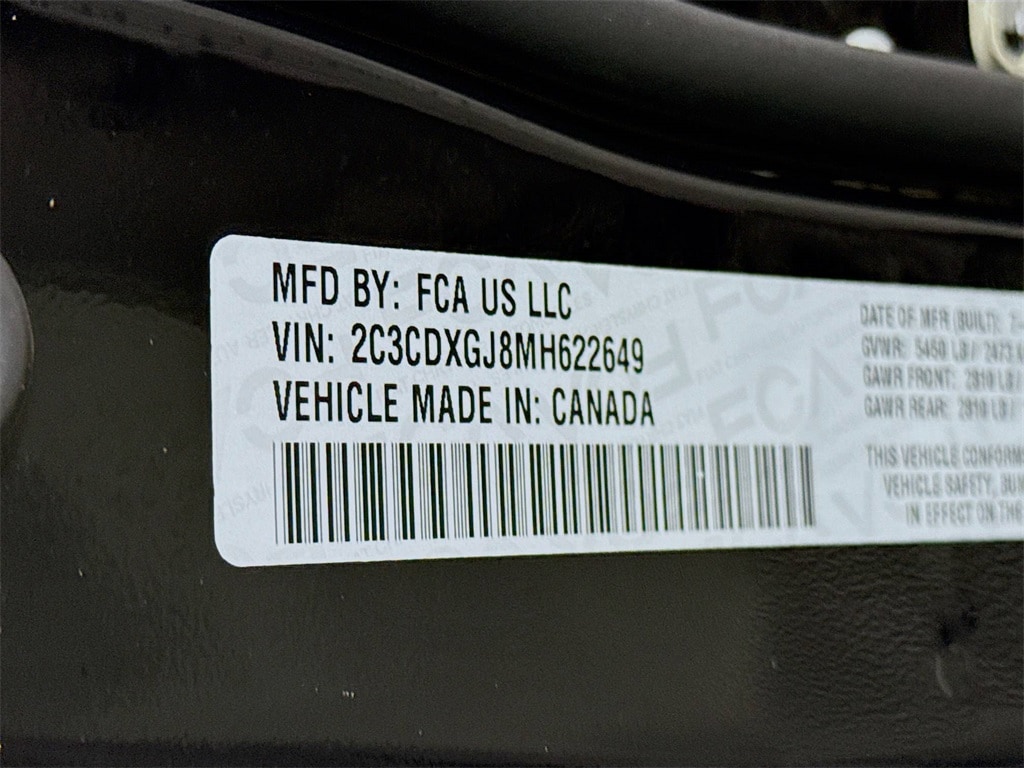 MFD BY: FCA US LLC
VIN: 2C3CDXGJ8MH622649
VEHICLE MADE IN: CANADA
DATE OF MFR (BUILT):
GVWR: 5450 LB / 2473
GAWR FRONT: 2810 LB /
GAWR REAR: 2810 LB /
THIS VEHICLE CONFORMS
VEHICLE SAFETY,
IN EFFECT ON THE